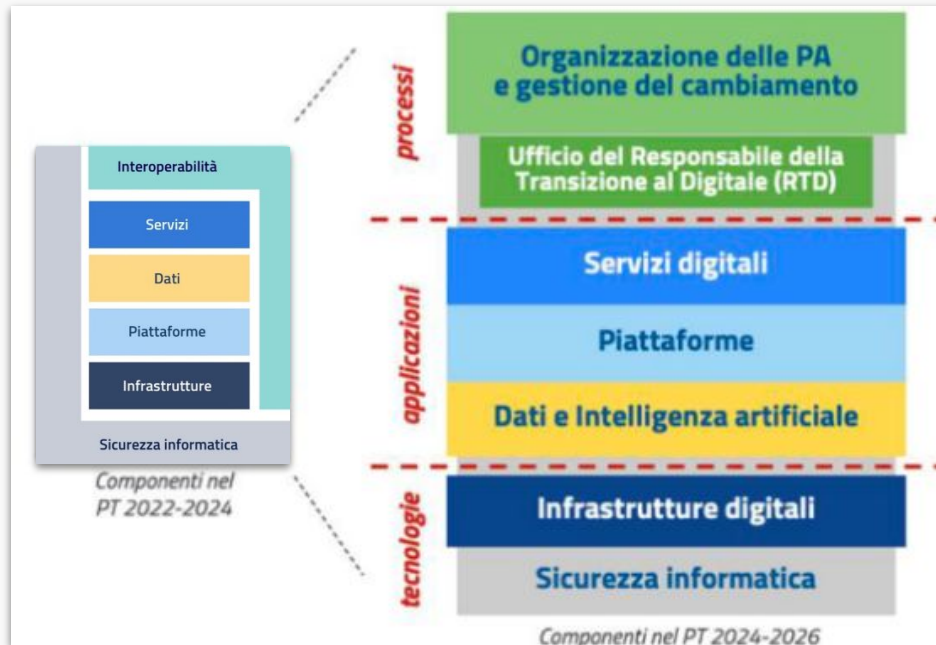 Interoperabilità
Servizi
Dati
Piattaforme
Infrastrutture
Sicurezza informatica
Componenti nel
PT 2022-2024
processi
Organizzazione delle PA
e gestione del cambiamento
Ufficio del Responsabile della
Transizione al Digitale (RTD)
applicazioni
Servizi digitali
Piattaforme
Dati e Intelligenza artificiale
tecnologie
Infrastrutture digitali
Sicurezza informatica
Componenti nel PT 2024-2026